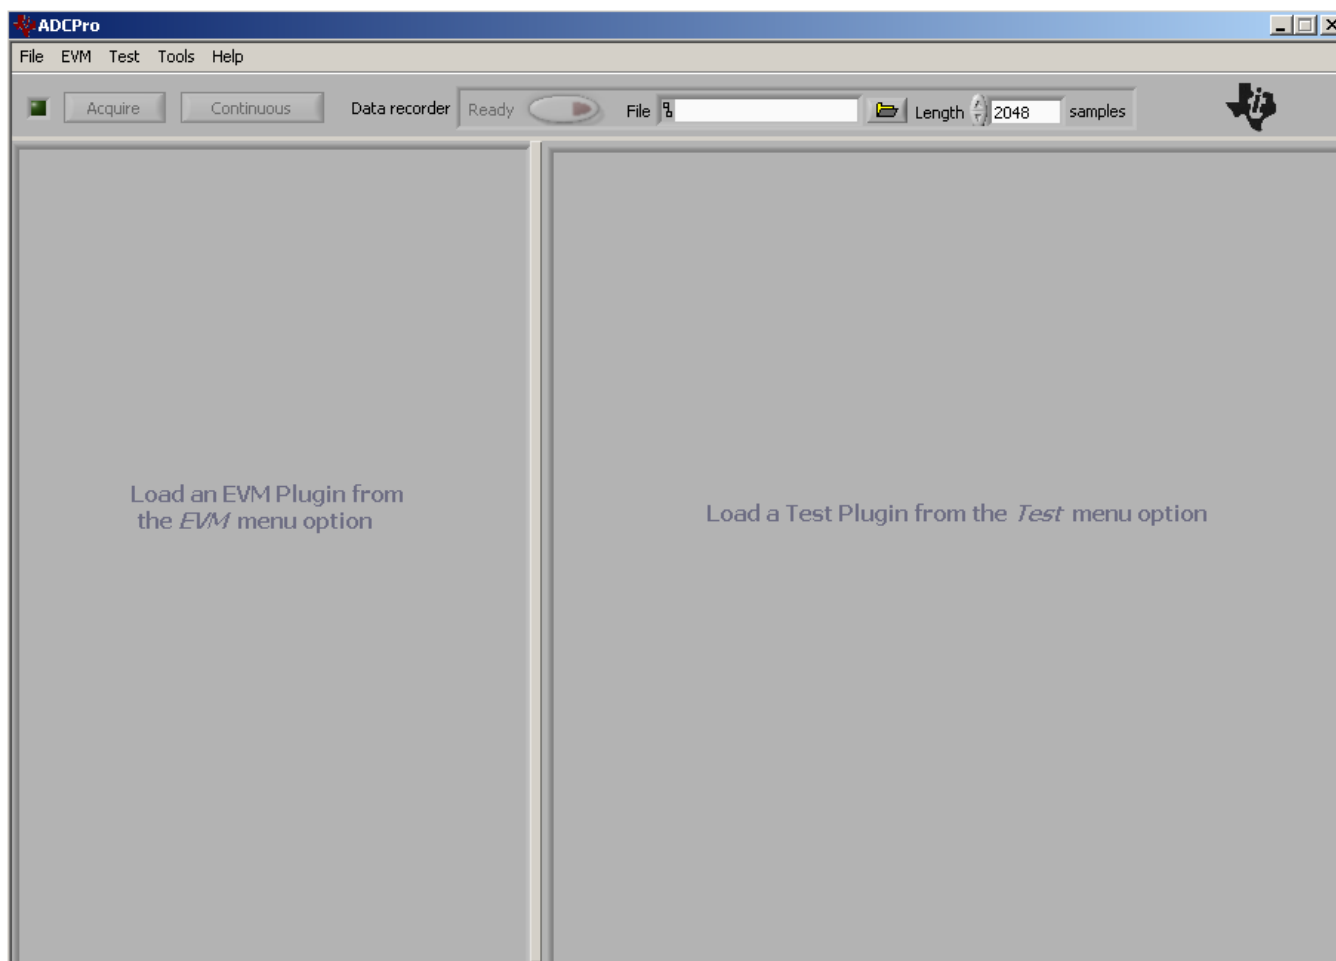 ADCPro
File EVM Test Tools Help
Acquire Continuous Data recorder Ready File Length 2048 samples
Load an EVM Plugin from
the EVM menu option
Load a Test Plugin from the Test menu option